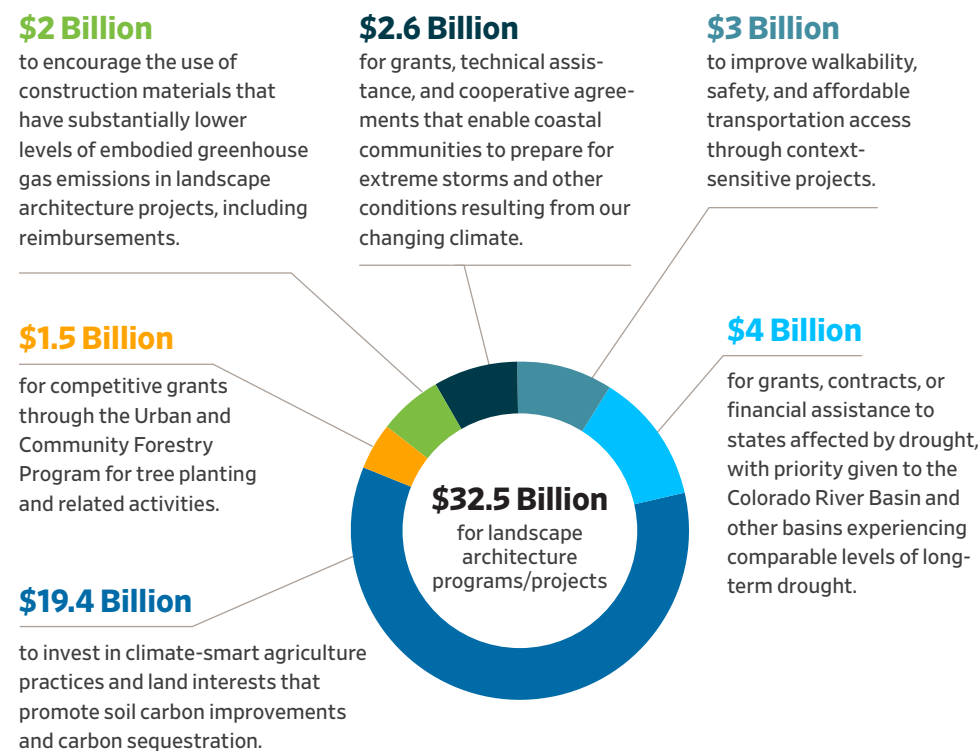 $2 Billion
to encourage the use of
construction materials that
have substantially lower
levels of embodied greenhouse
gas emissions in landscape
architecture projects, including
reimbursements.
$2.6 Billion
for grants, technical assis-
tance, and cooperative agree-
ments that enable coastal
communities to prepare for
extreme storms and other
conditions resulting from our
changing climate.
$3 Billion
to improve walkability,
safety, and affordable
transportation access
through context-
sensitive projects.
$1.5 Billion
for competitive grants
through the Urban and
Community Forestry
Program for tree planting
and related activities.
$4 Billion
for grants, contracts, or
financial assistance to
states affected by drought,
with priority given to the
Colorado River Basin and
other basins experiencing
comparable levels of long-
term drought.
$32.5 Billion
for landscape
architecture
programs/projects
$19.4 Billion
to invest in climate-smart agriculture
practices and land interests that
promote soil carbon improvements
and carbon sequestration.